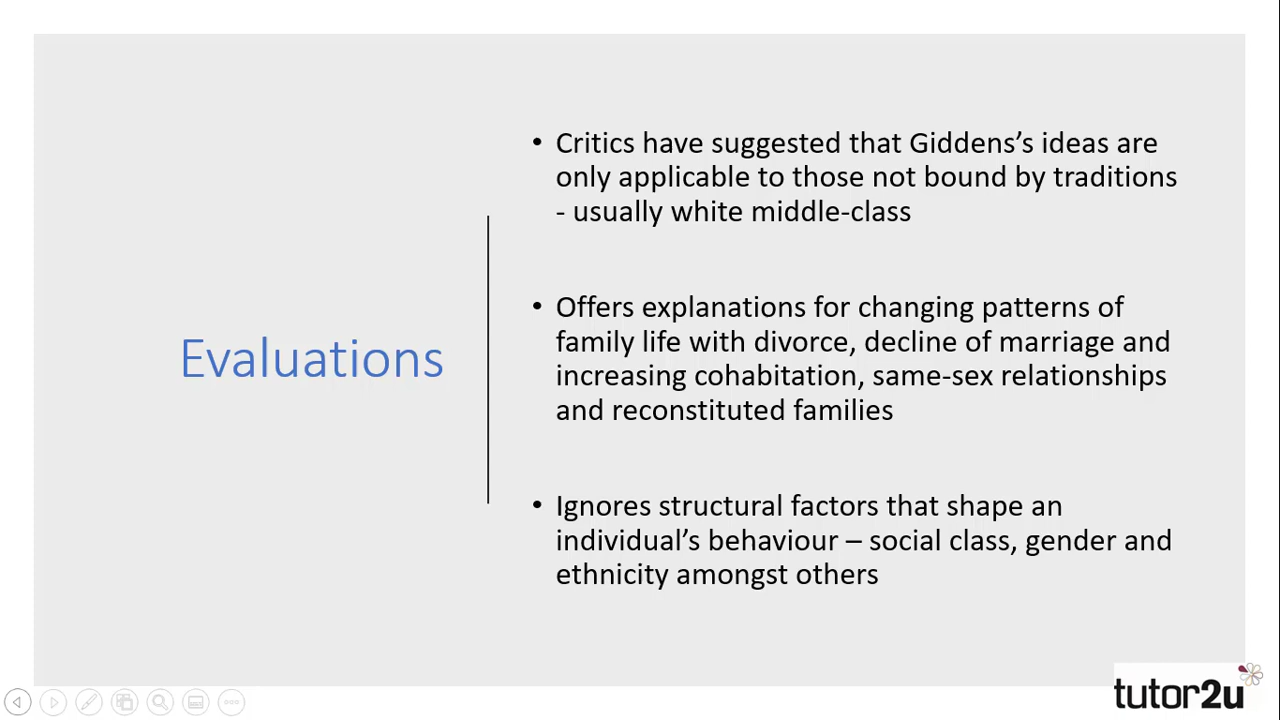 Evaluations
• Critics have suggested that Giddens’s ideas are
only applicable to those not bound by traditions
- usually white middle-class
• Offers explanations for changing patterns of
family life with divorce, decline of marriage and
increasing cohabitation, same-sex relationships
and reconstituted families
• Ignores structural factors that shape an
individual’s behaviour – social class, gender and
ethnicity amongst others
tutor2u